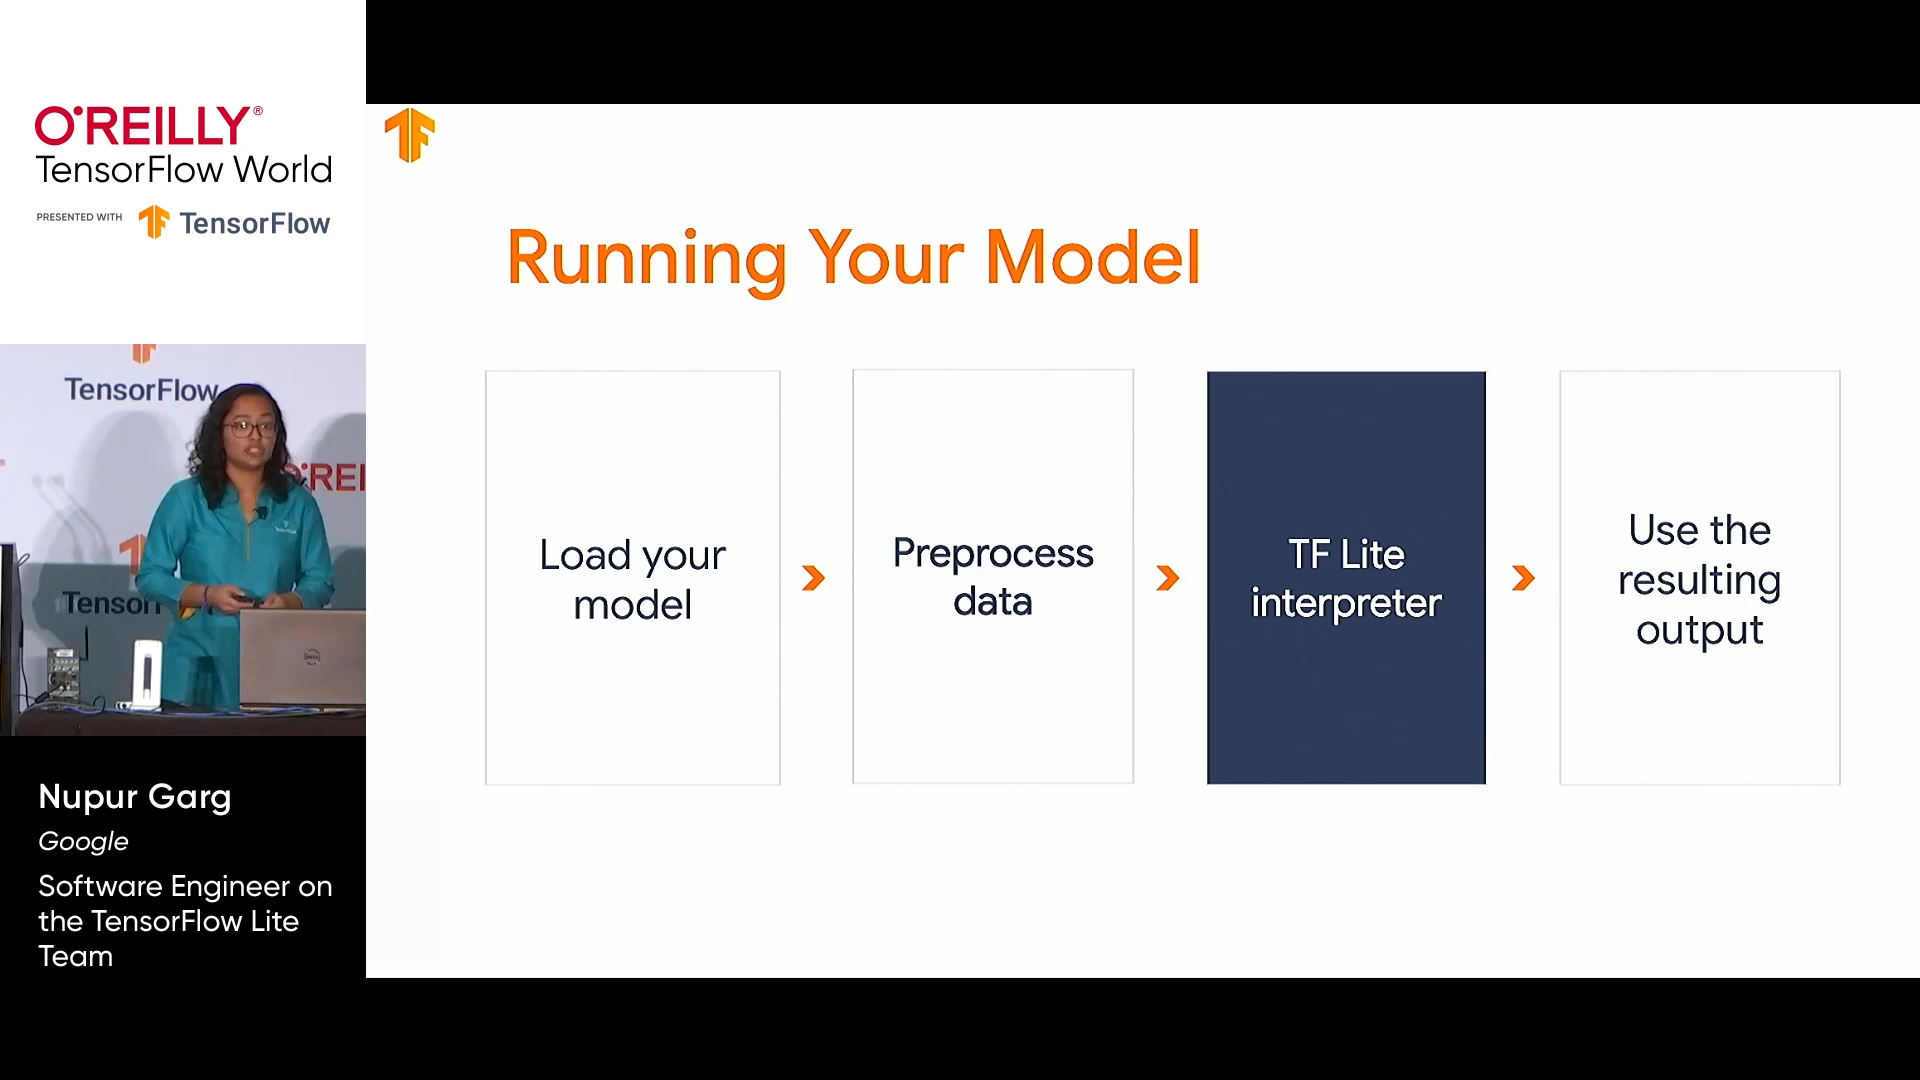 O'REILLY®
TensorFlow World
PRESENTED WITH TensorFlow
TensorFlow
REI
Tensor
Nupur Garg
Google
Software Engineer on
the TensorFlow Lite
Team
Running Your Model
Load your
model
Preprocess
data
TF Lite
interpreter
Use the
resulting
output